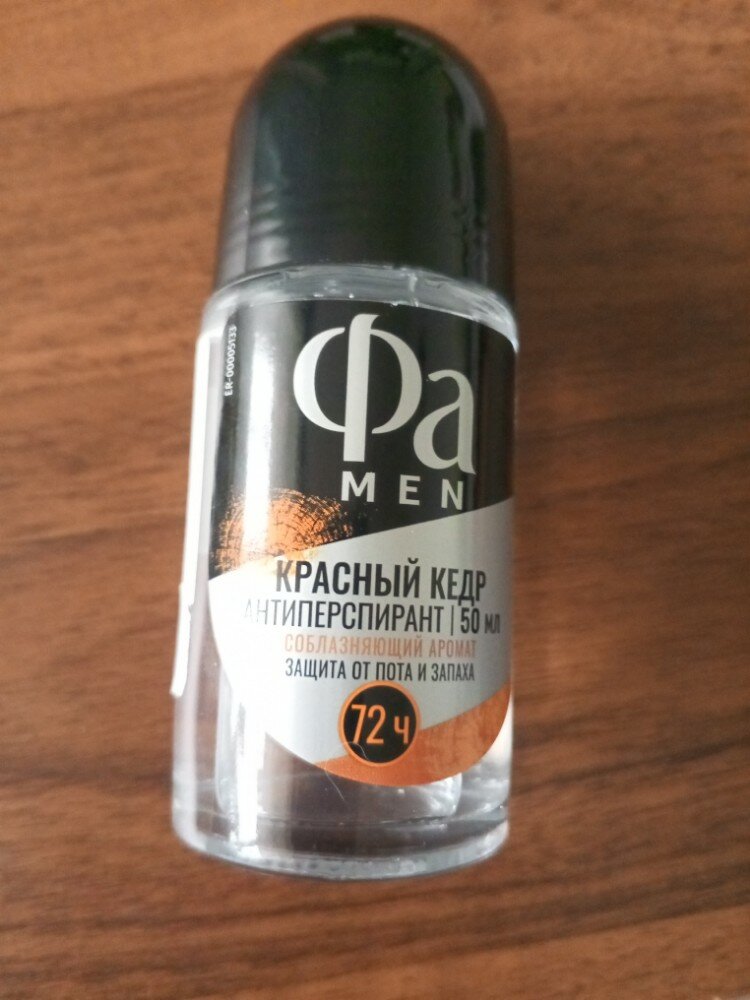 Фа
MEN
КРАСНЫЙ КЕДР
АНТИПЕРСПИРАНТ | 50 мл
СОБЛАЗНЯЮЩИЙ АРОМАТ
ЗАЩИТА ОТ ПОТА И ЗАПАХА
72 ч
ER-00005133